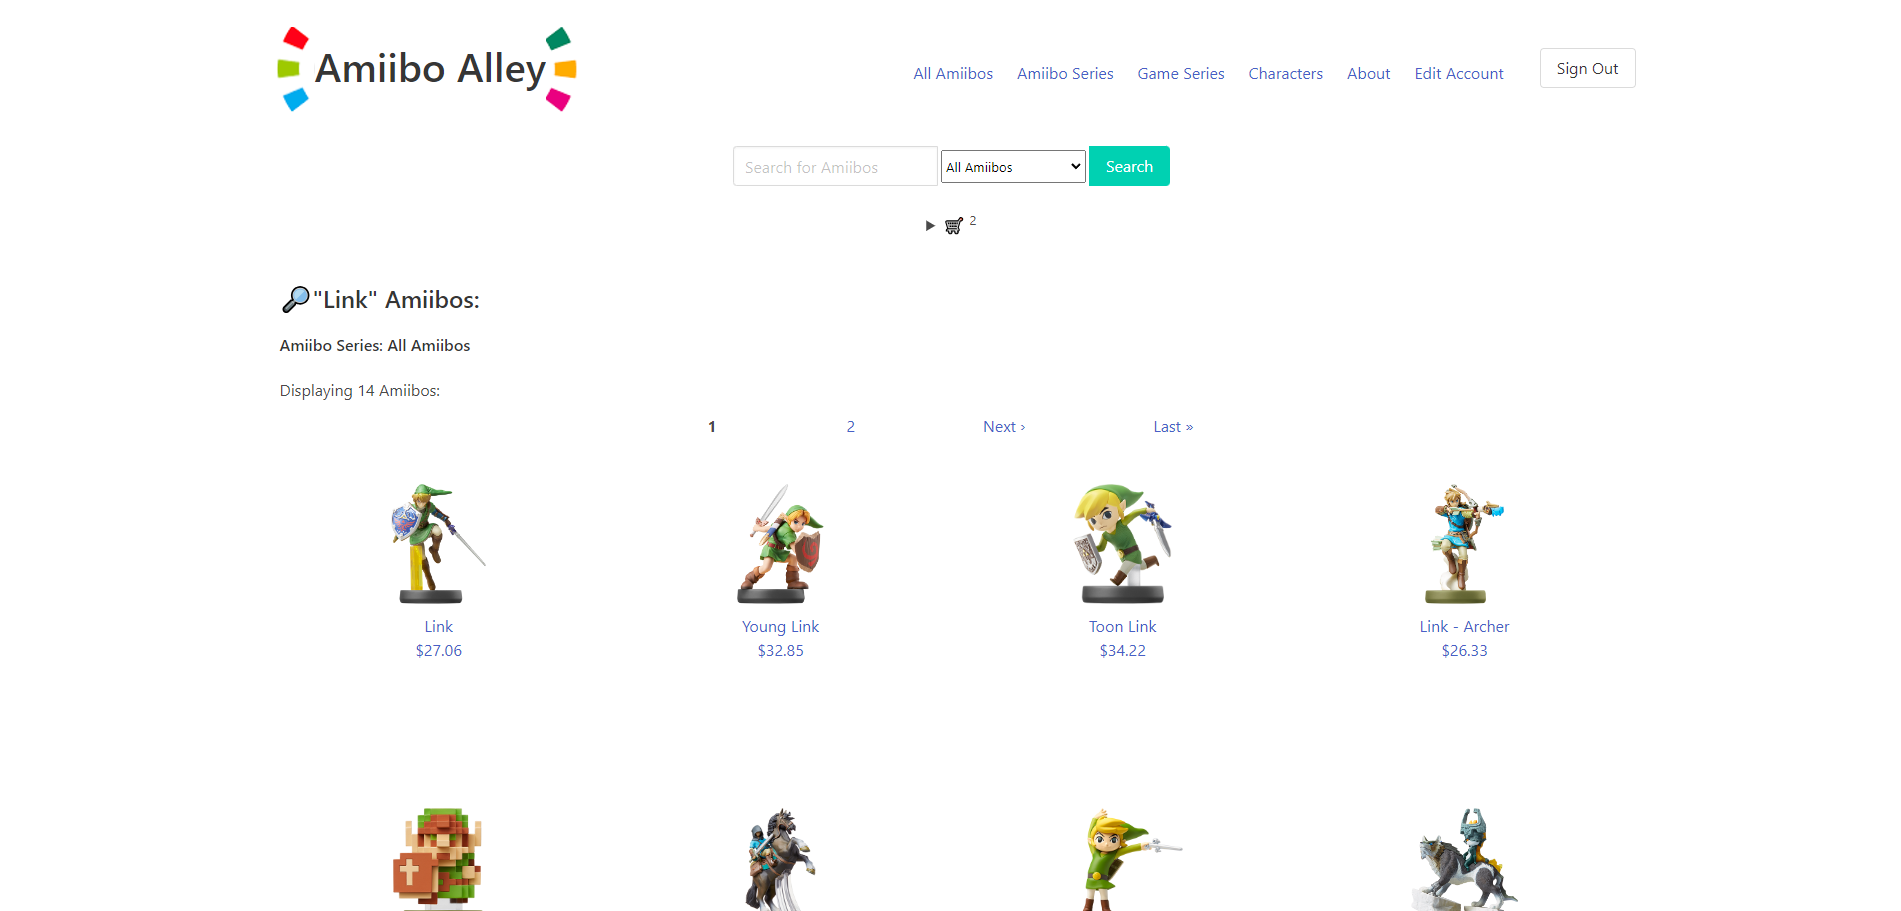 Amiibo Alley
All Amiibos Amiibo Series Game Series Characters About Edit Account Sign Out
Search for Amiibos All Amiibos Search
2
"Link" Amiibos:
Amiibo Series: All Amiibos
Displaying 14 Amiibos:
1 2 Next › Last »
Link Young Link Toon Link Link - Archer
$27.06 $32.85 $34.22 $26.33